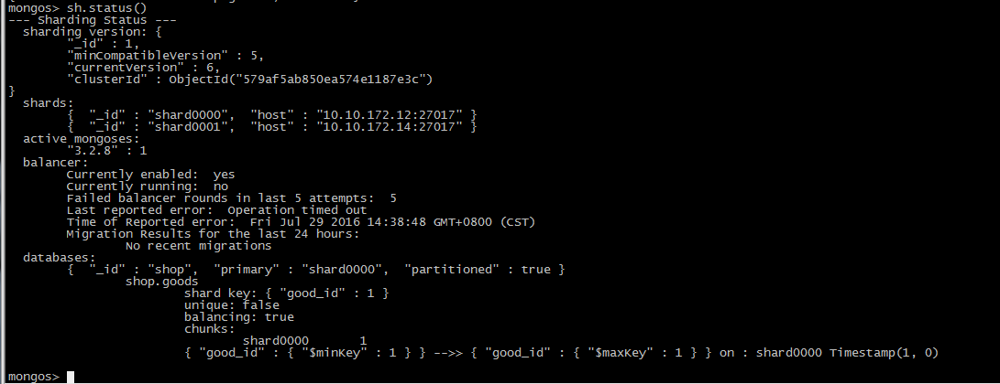 mongos> sh.status()
--- Sharding Status ---
  sharding version: {
        "_id" : 1,
        "minCompatibleVersion" : 5,
        "currentVersion" : 6,
        "clusterId" : ObjectId("579af5ab850ea574e1187e3c")
}
  shards:
        {  "_id" : "shard0000",  "host" : "10.10.172.12:27017" }
        {  "_id" : "shard0001",  "host" : "10.10.172.14:27017" }
  active mongoses:
        "3.2.8" : 1
  balancer:
        Currently enabled:  yes
        Currently running:  no
        Failed balancer rounds in last 5 attempts:  5
        Last reported error:  Operation timed out
        Time of Reported error:  Fri Jul 29 2016 14:38:48 GMT+0800 (CST)
        Migration Results for the last 24 hours:
                No recent migrations
  databases:
        {  "_id" : "shop",  "primary" : "shard0000",  "partitioned" : true }
                shop.goods
                        shard key: { "good_id" : 1 }
                        unique: false
                        balancing: true
                        chunks:
                                shard0000       1
                        { "good_id" : { "$minKey" : 1 } } -->> { "good_id" : { "$maxKey" : 1 } } on : shard0000 Timestamp(1, 0)
mongos>